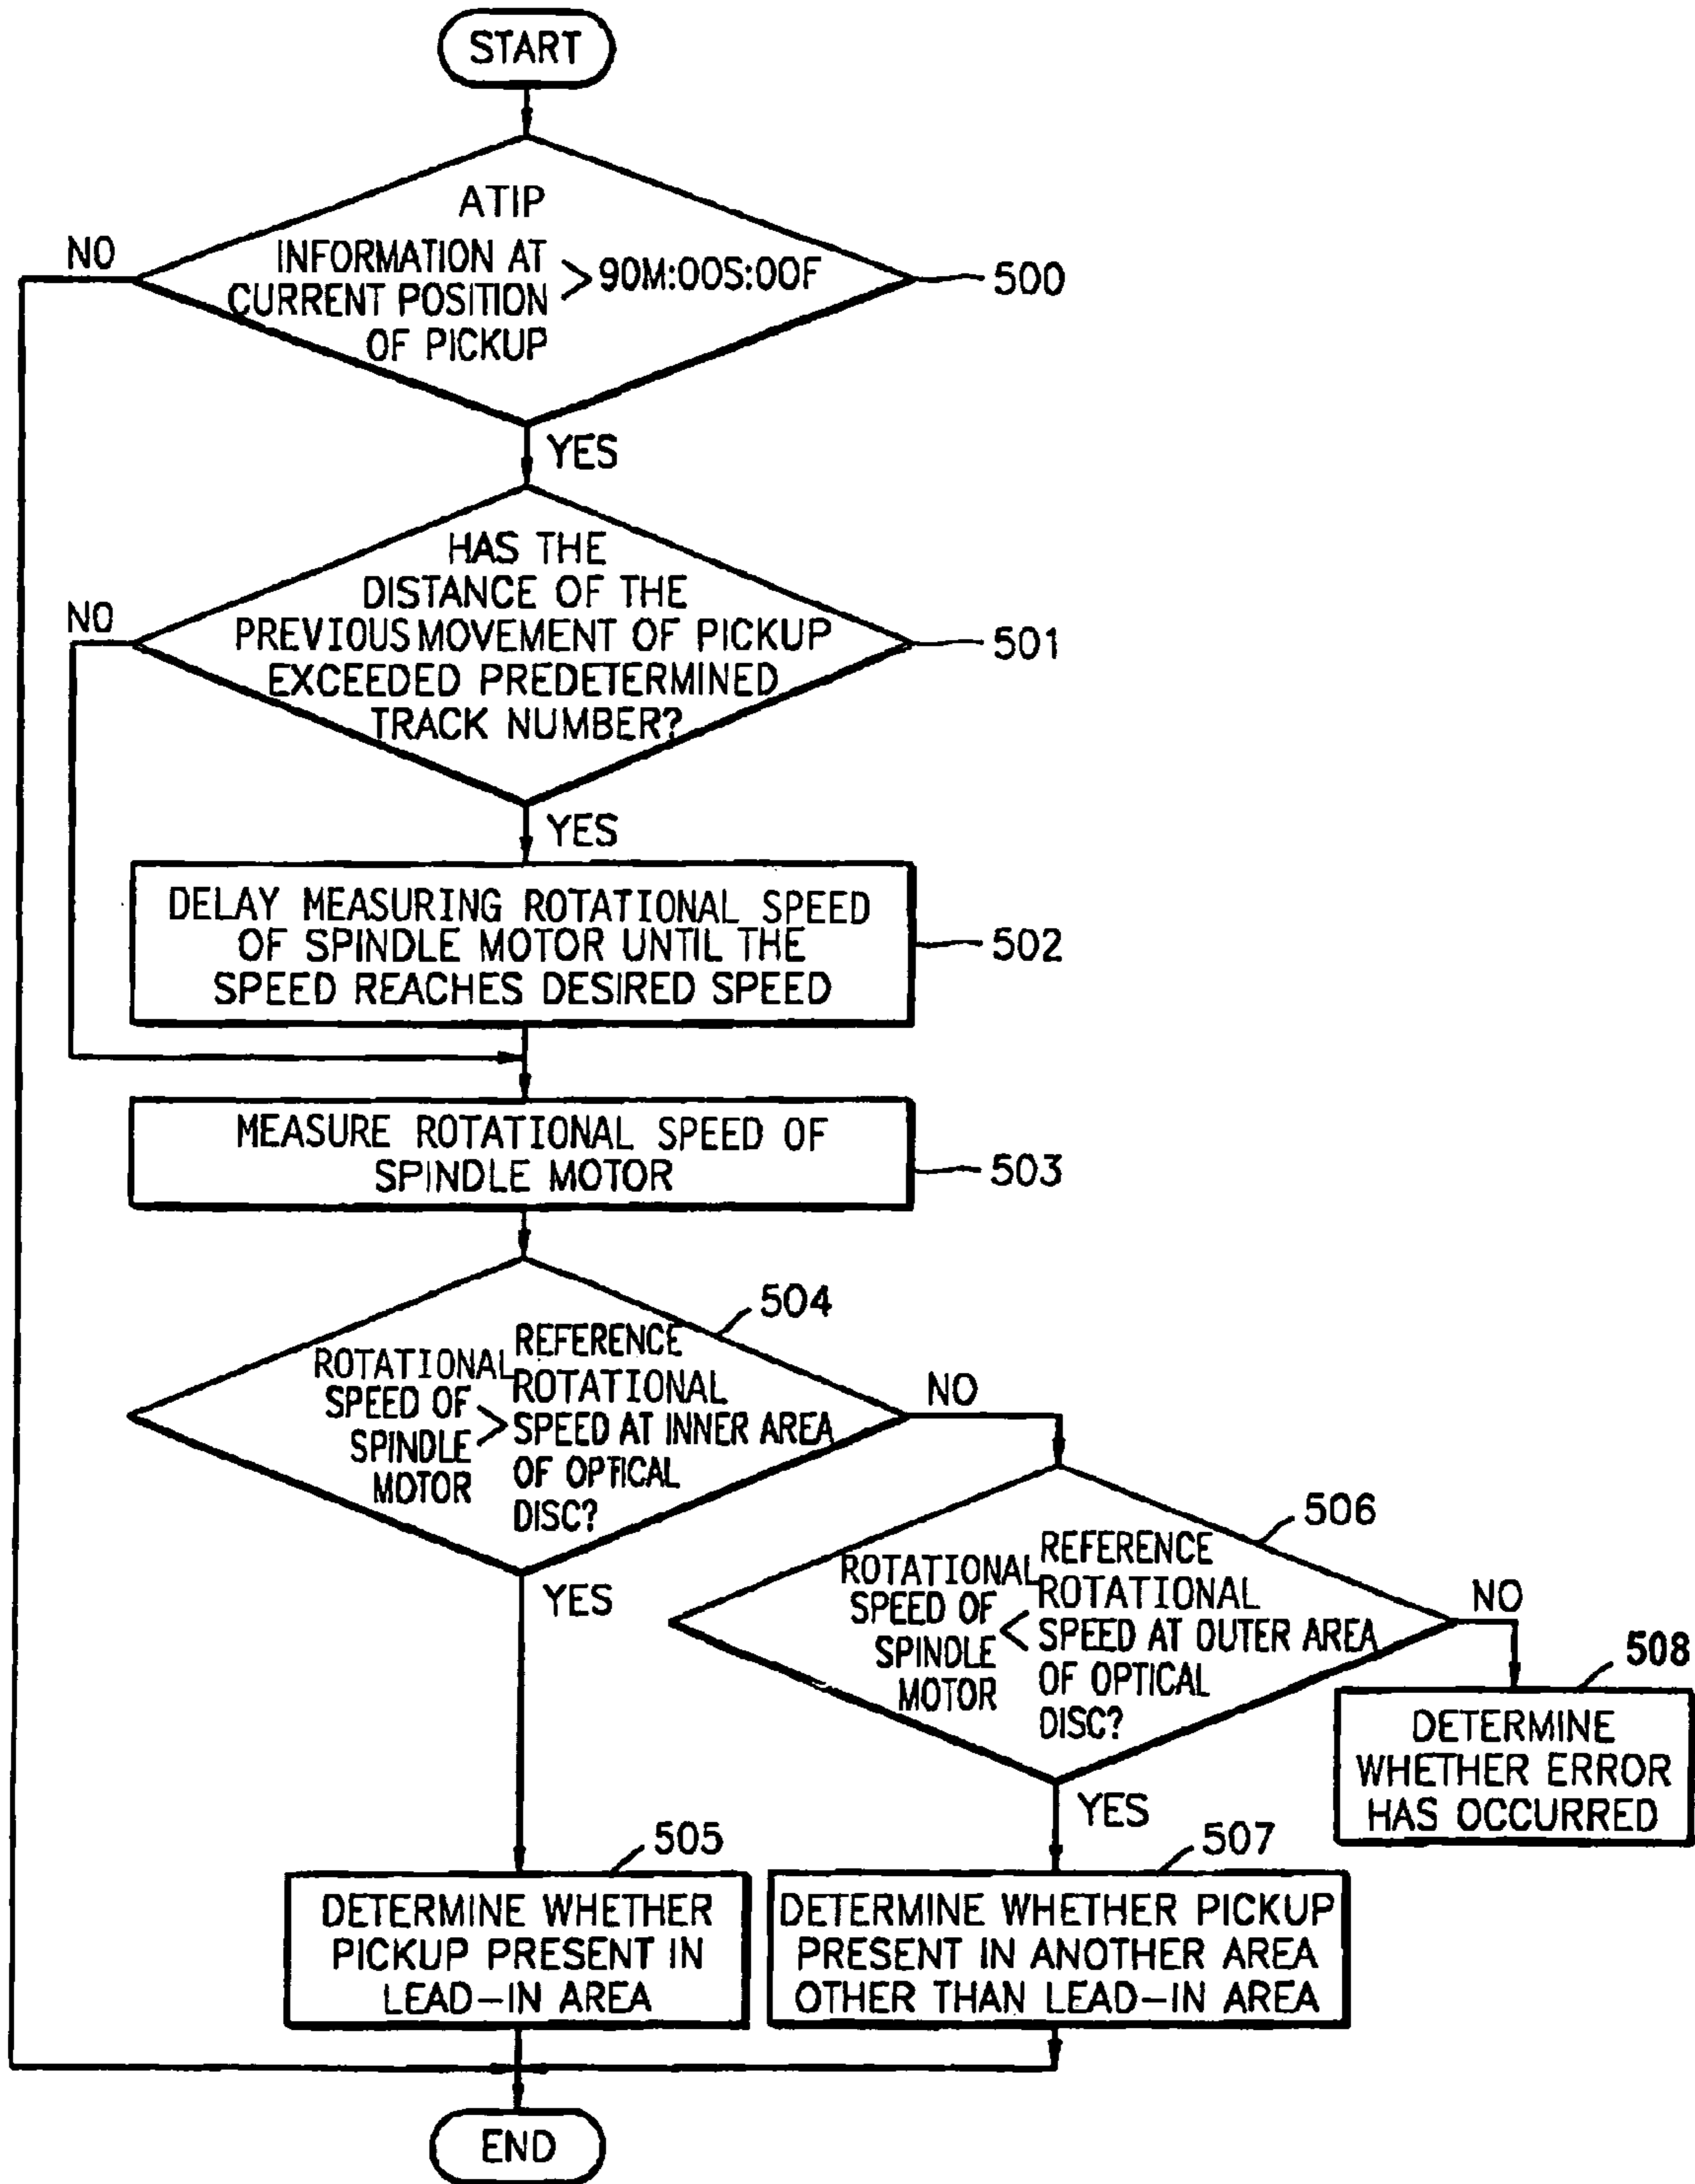 START
ATIP
INFORMATION AT
CURRENT POSITION
OF PICKUP
> 90M:00S:00F
500
NO
YES
HAS THE
DISTANCE OF THE
PREVIOUS MOVEMENT OF PICKUP
EXCEEDED PREDETERMINED
TRACK NUMBER?
501
NO
YES
DELAY MEASURING ROTATIONAL SPEED
OF SPINDLE MOTOR UNTIL THE
SPEED REACHES DESIRED SPEED
502
MEASURE ROTATIONAL SPEED OF
SPINDLE MOTOR
503
504
ROTATIONAL
SPEED OF
SPINDLE
MOTOR
>
REFERENCE
ROTATIONAL
SPEED AT INNER AREA
OF OPTICAL
DISC?
NO
YES
506
ROTATIONAL
SPEED OF
SPINDLE
MOTOR
<
REFERENCE
ROTATIONAL
SPEED AT OUTER AREA
OF OPTICAL
DISC?
NO
YES
508
DETERMINE
WHETHER ERROR
HAS OCCURRED
505
DETERMINE WHETHER
PICKUP PRESENT IN
LEAD-IN AREA
507
DETERMINE WHETHER PICKUP
PRESENT IN ANOTHER AREA
OTHER THAN LEAD-IN AREA
END